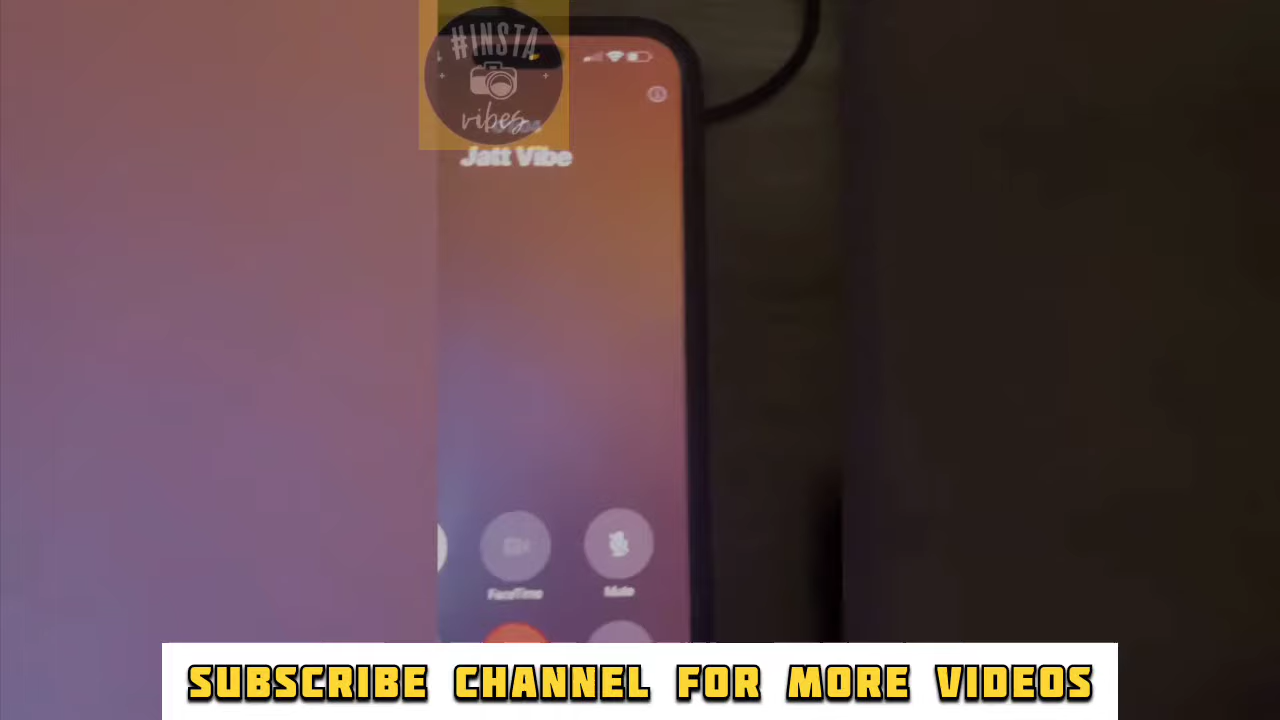 #INSTA
vibes
Jatt Vibe
FaceTime
Mute
SUBSCRIBE CHANNEL FOR MORE VIDEOS